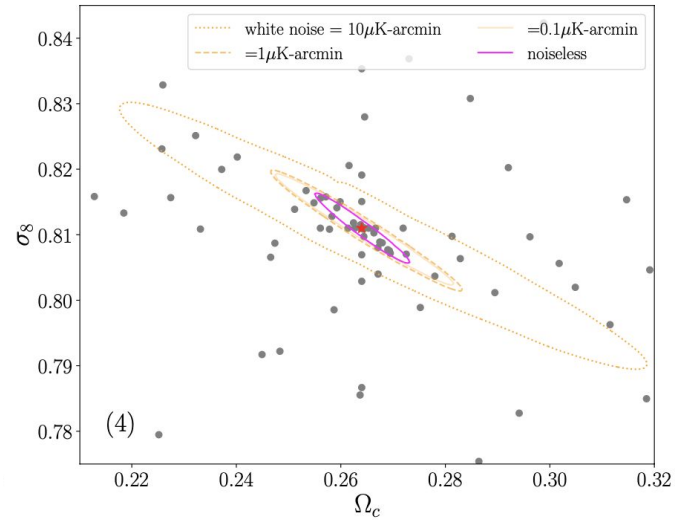 white noise = 10μK-arcmin
=1μK-arcmin
=0.1μK-arcmin
noiseless
0.84
0.83
0.82
0.81
0.80
0.79
0.78
σ₈
(4)
0.22 0.24 0.26 0.28 0.30 0.32
Ω_c